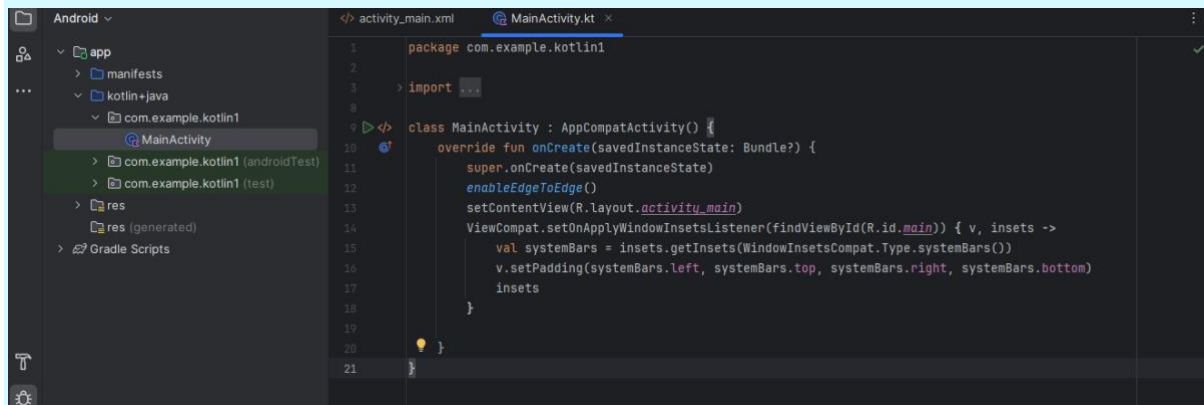 Android
app
manifests
kotlin+java
com.example.kotlin1
MainActivity
com.example.kotlin1 (androidTest)
com.example.kotlin1 (test)
res
res (generated)
Gradle Scripts
activity_main.xml MainActivity.kt
1 package com.example.kotlin1
2
3 import ...
8
9 class MainActivity : AppCompatActivity() {
10 override fun onCreate(savedInstanceState: Bundle?) {
11 super.onCreate(savedInstanceState)
12 enableEdgeToEdge()
13 setContentView(R.layout.activity_main)
14 ViewCompat.setOnApplyWindowInsetsListener(findViewById(R.id.main)) { v, insets ->
15 val systemBars = insets.getInsets(WindowInsetsCompat.Type.systemBars())
16 v.setPadding(systemBars.left, systemBars.top, systemBars.right, systemBars.bottom)
17 insets
18 }
19
20 }
21 }